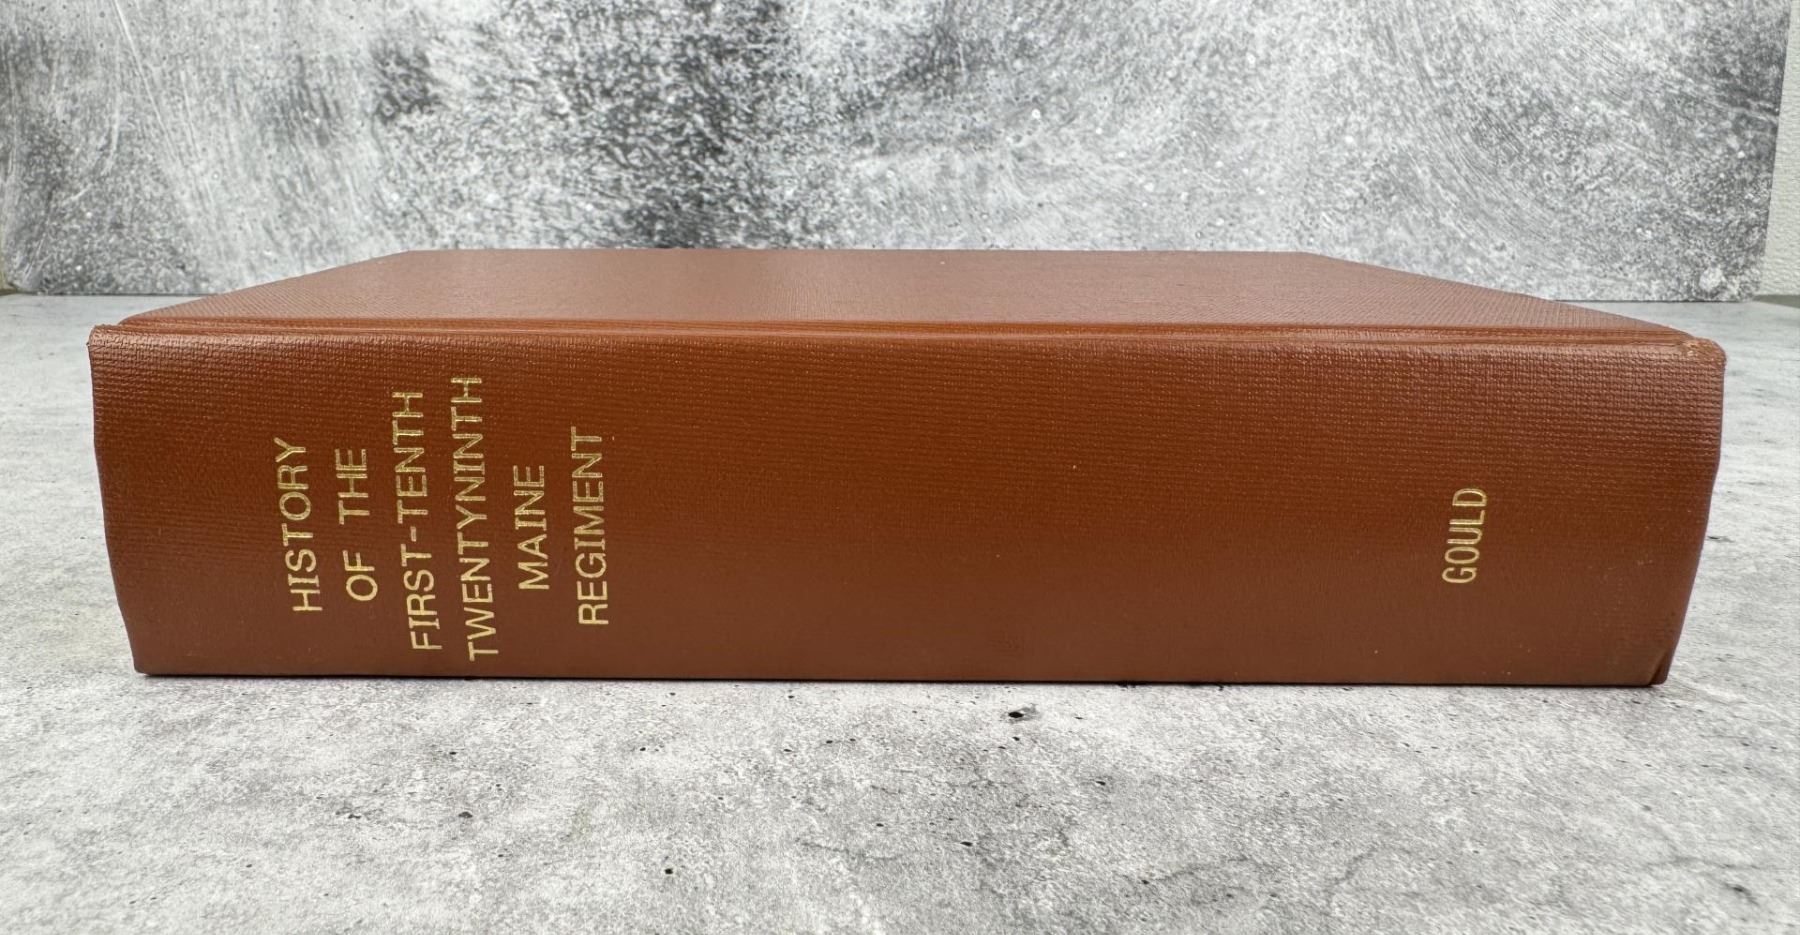 HISTORY
OF THE
FIRST-TENTH
TWENTYNINTH
MAINE
REGIMENT
GOULD